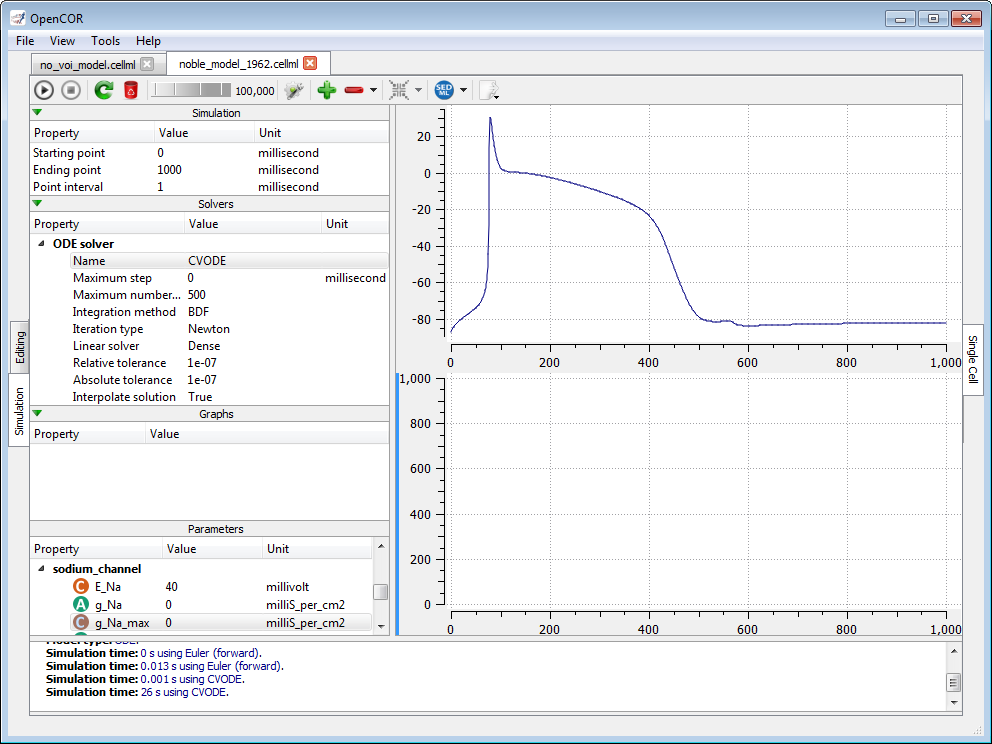 OpenCOR
File View Tools Help
no_voi_model.cellml noble_model_1962.cellml
100,000 SED ML
Simulation
Property Value Unit
Starting point 0 millisecond
Ending point 1000 millisecond
Point interval 1 millisecond
Solvers
Property Value Unit
ODE solver
Name CVODE
Maximum step 0 millisecond
Maximum number... 500
Integration method BDF
Iteration type Newton
Linear solver Dense
Relative tolerance 1e-07
Absolute tolerance 1e-07
Interpolate solution True
Graphs
Property Value
Parameters
Property Value Unit
sodium_channel
C E_Na 40 millivolt
A g_Na 0 milliS_per_cm2
C g_Na_max 0 milliS_per_cm2
20
0
-20
-40
-60
-80
0 200 400 600 800 1,000
1,000
800
600
400
200
0
0 200 400 600 800 1,000
Editing
Simulation
Single Cell
Model type: ODE.
Simulation time: 0 s using Euler (forward).
Simulation time: 0.013 s using Euler (forward).
Simulation time: 0.001 s using CVODE.
Simulation time: 26 s using CVODE.